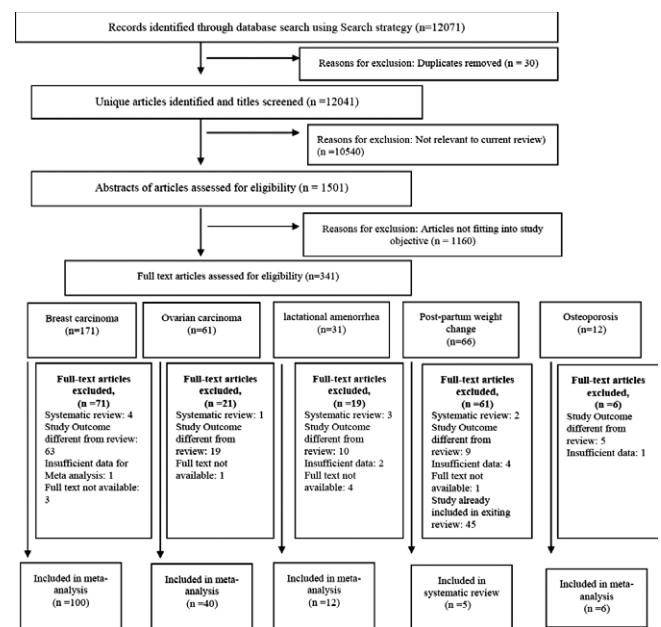 Records identified through database search using Search strategy (n=12071)
Reasons for exclusion: Duplicates removed (n = 30)
Unique articles identified and titles screened (n =12041)
Reasons for exclusion: Not relevant to current review)
(n =10540)
Abstracts of articles assessed for eligibility (n = 1501)
Reasons for exclusion: Articles not fitting into study
objective (n = 1160)
Full text articles assessed for eligibility (n=341)
Breast carcinoma
(n=171)
Ovarian carcinoma
(n=61)
lactational amenorrhea
(n=31)
Post-partum weight
change
(n=66)
Osteoporosis
(n=12)
Full-text articles
excluded,
(n =71)
Systematic review: 4
Study Outcome
different from review:
63
Insufficient data for
Meta analysis: 1
Full text not available:
3
Full-text articles
excluded,
(n =21)
Systematic review: 1
Study Outcome
different from
review: 19
Full text not
available: 1
Full-text articles
excluded,
(n =19)
Systematic review: 3
Study Outcome
different from
review: 10
Insufficient data: 2
Full text not
available: 4
Full-text articles
excluded,
(n =61)
Systematic review: 2
Study Outcome
different from
review: 9
Insufficient data: 4
Full text not
available: 1
Study already
included in exiting
review: 45
Full-text articles
excluded,
(n =6)
Study Outcome
different from
review: 5
Insufficient data: 1
Included in meta-
analysis
(n =100)
Included in meta-
analysis
(n =40)
Included in meta-
analysis
(n =12)
Included in
systematic review
(n =5)
Included in meta-
analysis
(n =6)